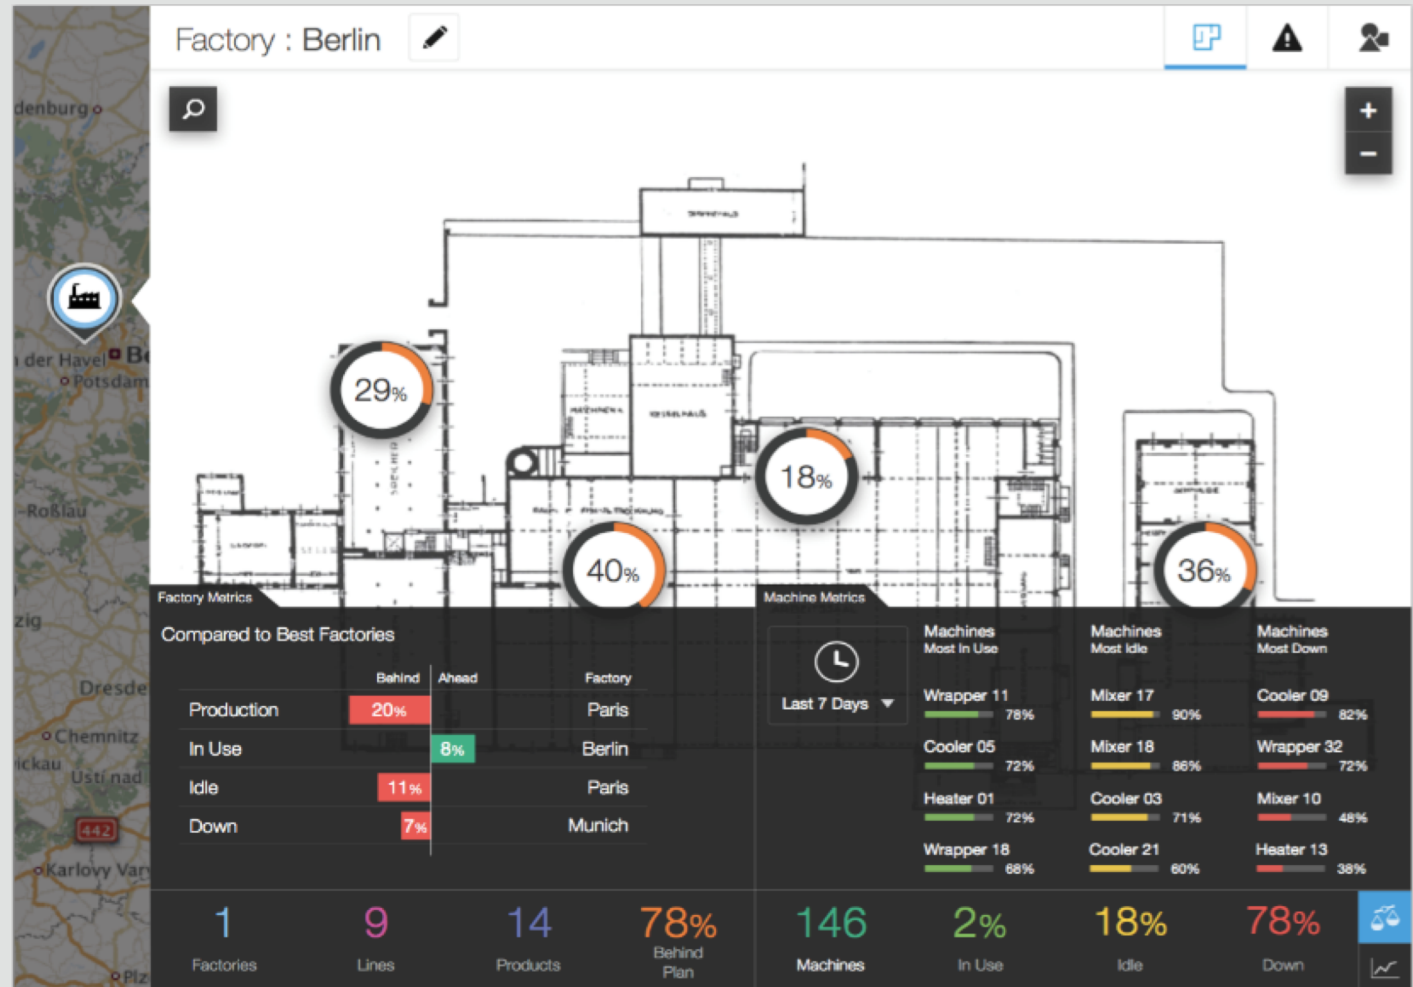 Factory : Berlin
denburg
n der Havel
Potsdam
-Roßlau
zig
Dresde
Chemnitz
Ústí nad
442
Karlovy Vary
Plz
29%
18%
40%
36%
Factory Metrics
Compared to Best Factories
Behind Ahead Factory
Production 20% Paris
In Use 8% Berlin
Idle 11% Paris
Down 7% Munich
Machine Metrics
Last 7 Days
Machines
Most In Use
Wrapper 11
78%
Cooler 05
72%
Heater 01
72%
Wrapper 18
68%
Machines
Most Idle
Mixer 17
90%
Mixer 18
86%
Cooler 03
71%
Cooler 21
60%
Machines
Most Down
Cooler 09
82%
Wrapper 32
72%
Mixer 10
48%
Heater 13
38%
1
Factories
9
Lines
14
Products
78%
Behind
Plan
146
Machines
2%
In Use
18%
Idle
78%
Down